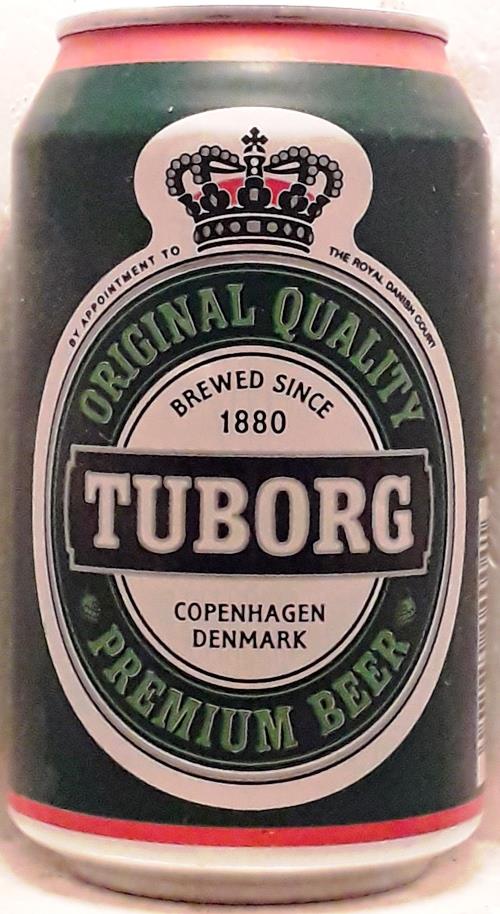 BY APPOINTMENT TO THE ROYAL DANISH COURT
ORIGINAL QUALITY
BREWED SINCE
1880
TUBORG
COPENHAGEN
DENMARK
PREMIUM BEER